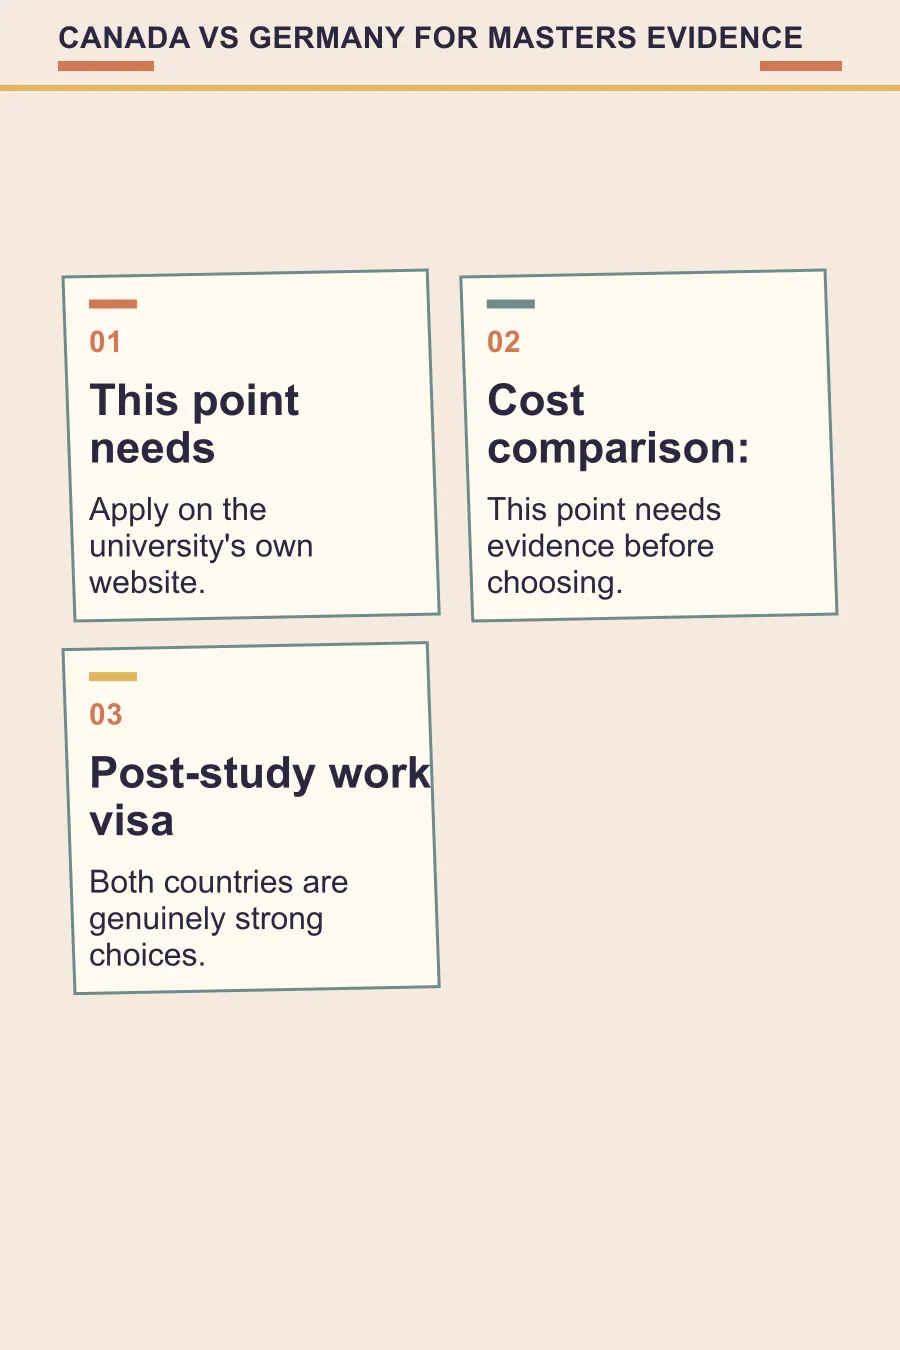 CANADA VS GERMANY FOR MASTERS EVIDENCE
01
This point
needs
Apply on the
university's own
website.
02
Cost
comparison:
This point needs
evidence before
choosing.
03
Post-study work
visa
Both countries are
genuinely strong
choices.